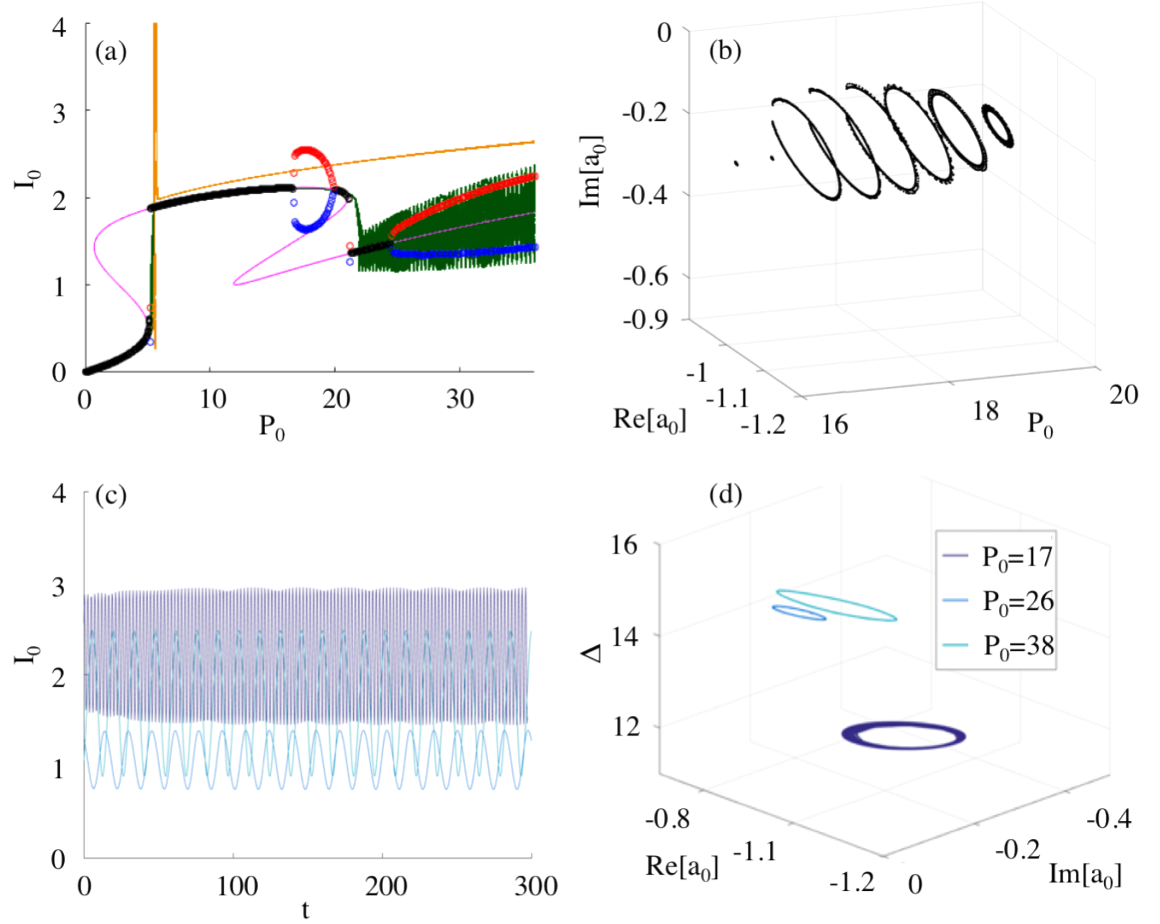 (a)
4
3
2
1
0
I₀
0
10
20
30
P₀
(b)
0
-0.2
-0.4
-0.6
-0.9
Im[a₀]
-1
-1.1
-1.2
Re[a₀]
16
18
20
P₀
(c)
4
3
2
1
0
I₀
0
100
200
300
t
(d)
16
14
12
Δ
P₀=17
P₀=26
P₀=38
-0.8
-1.1
-1.2
Re[a₀]
0
-0.2
-0.4
Im[a₀]